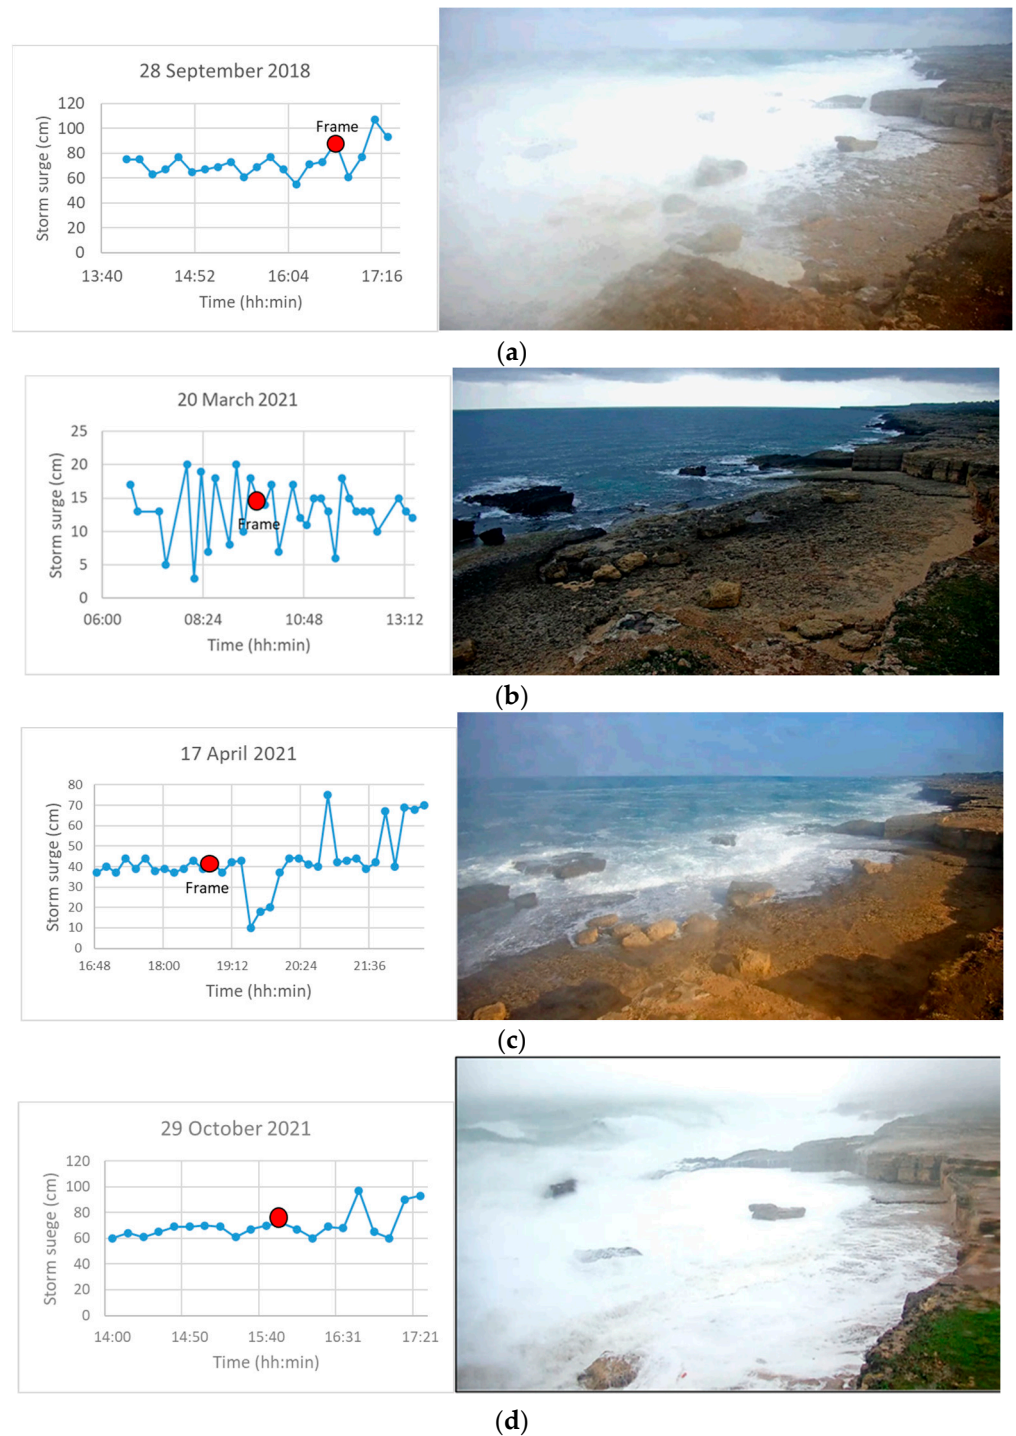 28 September 2018
120
100
80
60
40
20
0
Storm surge (cm)
Frame
13:40 14:52 16:04 17:16
Time (hh:min)
(a)
20 March 2021
25
20
15
10
5
0
Storm surge (cm)
Frame
06:00 08:24 10:48 13:12
Time (hh:min)
(b)
17 April 2021
80
70
60
50
40
30
20
10
0
Storm surge (cm)
Frame
16:48 18:00 19:12 20:24 21:36
Time (hh:min)
(c)
29 October 2021
120
100
80
60
40
20
0
Storm suege (cm)
14:00 14:50 15:40 16:31 17:21
Time (hh:min)
(d)